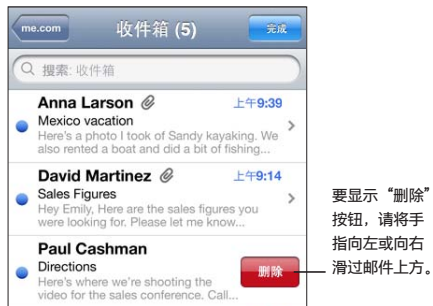 me.com
收件箱 (5)
完成
搜索: 收件箱
Anna Larson
上午9:39
Mexico vacation
Here's a photo I took of Sandy kayaking. We
also rented a boat and did a bit of fishing...
David Martinez
上午9:14
Sales Figures
Hey Emily, Here are the sales figures you
were looking for. Please let me know...
Paul Cashman
Directions
Here's where we're shooting the
video for the sales conference. Call...
删除
要显示“删除”
按钮，请将手
指向左或向右
滑过邮件上方。